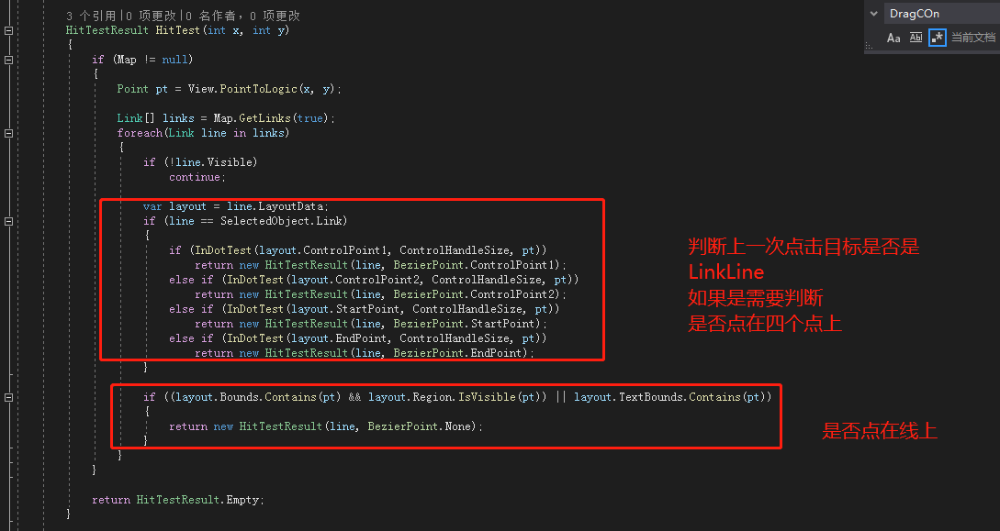 3 个引用|0 项更改|0 名作者，0 项更改
HitTestResult HitTest(int x, int y)
{
if (Map != null)
{
Point pt = View.PointToLogic(x, y);
Link[] links = Map.GetLinks(true);
foreach(Link line in links)
{
if (!line.Visible)
continue;
var layout = line.LayoutData;
if (line == SelectedObject.Link)
{
if (InDotTest(layout.ControlPoint1, ControlHandleSize, pt))
return new HitTestResult(line, BezierPoint.ControlPoint1);
else if (InDotTest(layout.ControlPoint2, ControlHandleSize, pt))
return new HitTestResult(line, BezierPoint.ControlPoint2);
else if (InDotTest(layout.StartPoint, ControlHandleSize, pt))
return new HitTestResult(line, BezierPoint.StartPoint);
else if (InDotTest(layout.EndPoint, ControlHandleSize, pt))
return new HitTestResult(line, BezierPoint.EndPoint);
}
if ((layout.Bounds.Contains(pt) && layout.Region.IsVisible(pt)) || layout.TextBounds.Contains(pt))
{
return new HitTestResult(line, BezierPoint.None);
}
}
}
return HitTestResult.Empty;
}
DragCOn
Aa Ab .* 当前文档
判断上一次点击目标是否是
LinkLine
如果是需要判断
是否点在四个点上
是否点在线上